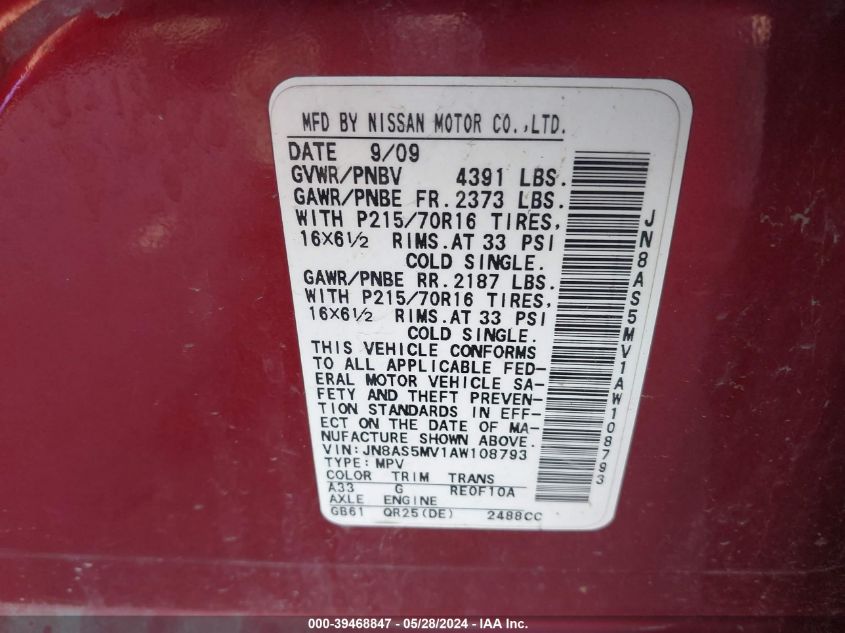 MFD BY NISSAN MOTOR CO.,LTD.
DATE 9/09
GVWR/PNBV 4391 LBS.
GAWR/PNBE FR.2373 LBS.
WITH P215/70R16 TIRES,
16X6½ RIMS.AT 33 PSI
COLD SINGLE.
GAWR/PNBE RR.2187 LBS.
WITH P215/70R16 TIRES,
16X6½ RIMS.AT 33 PSI
COLD SINGLE.
THIS VEHICLE CONFORMS
TO ALL APPLICABLE FED-
ERAL MOTOR VEHICLE SA-
FETY AND THEFT PREVEN-
TION STANDARDS IN EFF-
ECT ON THE DATE OF MA-
NUFACTURE SHOWN ABOVE.
VIN:JN8AS5MV1AW108793
TYPE:MPV
COLOR TRIM TRANS
A33 G RE0F10A
AXLE ENGINE
GB61 QR25(DE) 2488CC
JN8AS5MV1AW108793
000-39468847 - 05/28/2024 - IMPACT AUTO AUCTIONS, LTD. - IAA, Inc.